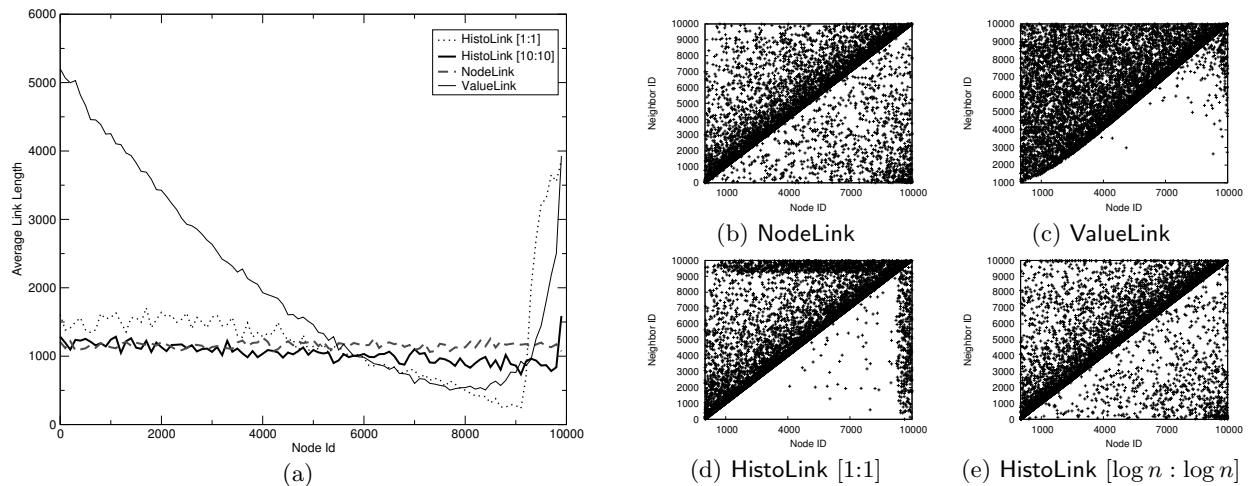 6000
5000
4000
3000
2000
1000
0
Average Link Length
0 2000 4000 6000 8000 10000
Node Id
HistoLink [1:1]
HistoLink [10:10]
NodeLink
ValueLink
(a)
10000
9000
8000
7000
6000
5000
4000
3000
2000
1000
0
Neighbor ID
1000 4000 7000 10000
Node ID
(b) NodeLink
10000
9000
8000
7000
6000
5000
4000
3000
2000
1000
Neighbor ID
1000 4000 7000 10000
Node ID
(c) ValueLink
10000
9000
8000
7000
6000
5000
4000
3000
2000
1000
0
Neighbor ID
1000 4000 7000 10000
Node ID
(d) HistoLink [1:1]
10000
9000
8000
7000
6000
5000
4000
3000
2000
1000
0
Neighbor ID
1000 4000 7000 10000
Node ID
(e) HistoLink [log n : log n]